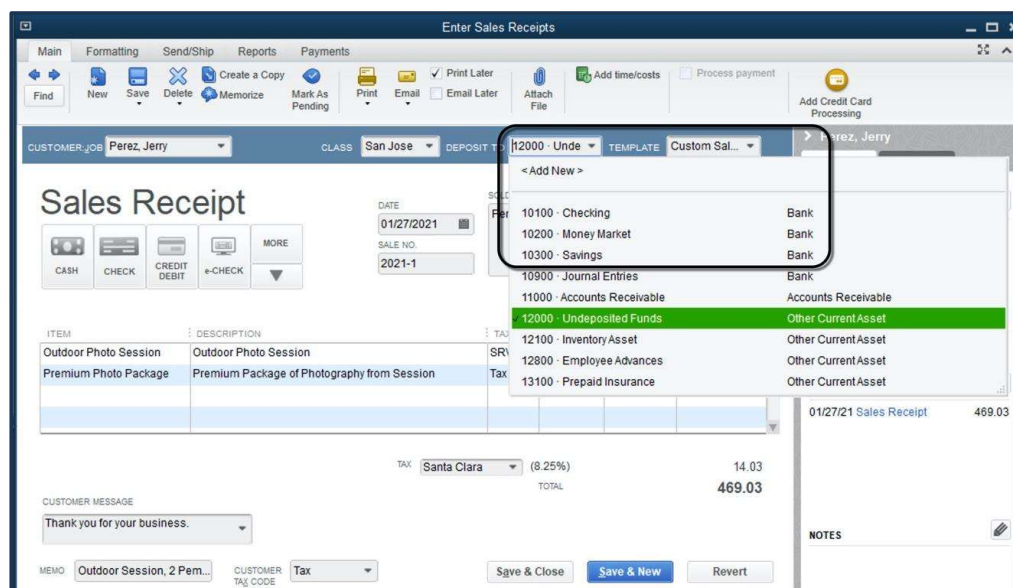 Enter Sales Receipts
Main Formatting Send/Ship Reports Payments
Find
New
Save
Delete
Create a Copy
Memorize
Mark As
Pending
Print
Email
Print Later
Email Later
Attach
File
Add time/costs
Process payment
Add Credit Card
Processing
CUSTOMER:JOB Perez, Jerry CLASS San Jose DEPOSIT TO 12000 · Unde TEMPLATE Custom Sal...
Perez, Jerry
< Add New >
10100 · Checking Bank
10200 · Money Market Bank
10300 · Savings Bank
10900 · Journal Entries Bank
11000 · Accounts Receivable Accounts Receivable
12000 · Undeposited Funds Other Current Asset
12100 · Inventory Asset Other Current Asset
12800 · Employee Advances Other Current Asset
13100 · Prepaid Insurance Other Current Asset
Sales Receipt
DATE
01/27/2021
SALE NO.
2021-1
CASH
CHECK
CREDIT
DEBIT
e-CHECK
MORE
ITEM DESCRIPTION
Outdoor Photo Session Outdoor Photo Session
Premium Photo Package Premium Package of Photography from Session Tax
01/27/21 Sales Receipt 469.03
TAX Santa Clara (8.25%) 14.03
TOTAL 469.03
CUSTOMER MESSAGE
Thank you for your business.
NOTES
MEMO Outdoor Session, 2 Pem...
CUSTOMER
TAX CODE
Tax
Save & Close
Save & New
Revert